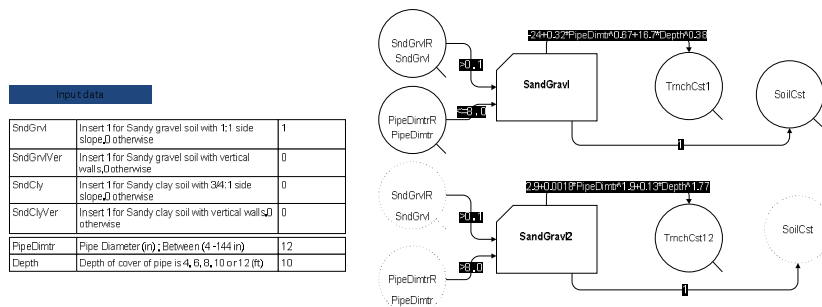 Input data
SndGrvl Insert 1 for Sandy gravel soil with 1:1 side 1
slope,0 otherwise
SndGrvlVer Insert 1 for Sandy gravel soil with vertical 0
walls,0 otherwise
SndCly Insert 1 for Sandy clay soil with 3/4:1 side 0
slope,0 otherwise
SndClyVer Insert 1 for Sandy clay soil with vertical walls,0 0
otherwise
PipeDimtr Pipe Diameter (in) ; Between (4 -144 in) 12
Depth Depth of cover of pipe is 4, 6, 8, 10 or 12 (ft) 10
-24+0.32*PipeDimtr^0.67+16.7*Depth^0.38
SndGrvlR
SndGrvl
>0.1
SandGravl
TrnchCst1
SoilCst
<=8.0
PipeDimtrR
PipeDimtr
1
2.9+0.0018*PipeDimtr^1.9+0.13*Depth^1.77
SndGrvlR
SndGrvl
>0.1
SandGravl2
TrnchCst12
SoilCst
>8.0
PipeDimtrR
PipeDimtr
1